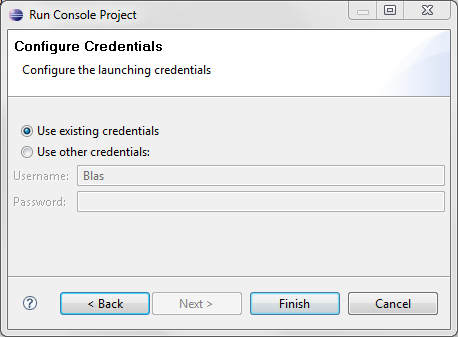 Run Console Project
Configure Credentials
Configure the launching credentials
Use existing credentials
Use other credentials:
Username: Blas
Password:
? < Back Next > Finish Cancel